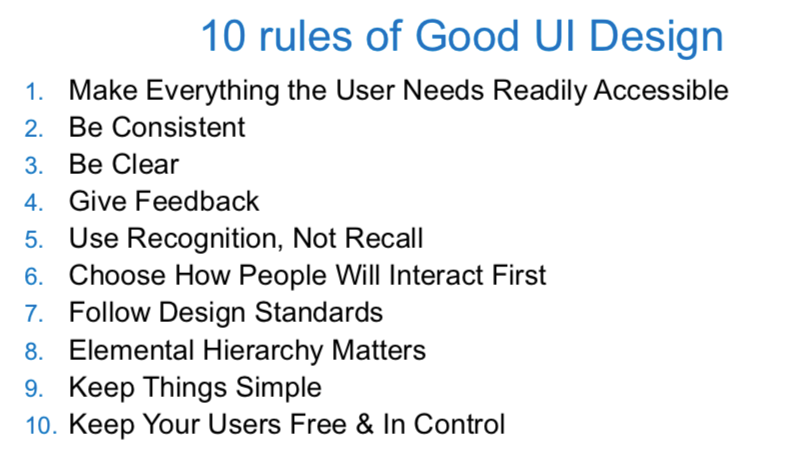 10 rules of Good UI Design
1. Make Everything the User Needs Readily Accessible
2. Be Consistent
3. Be Clear
4. Give Feedback
5. Use Recognition, Not Recall
6. Choose How People Will Interact First
7. Follow Design Standards
8. Elemental Hierarchy Matters
9. Keep Things Simple
10. Keep Your Users Free & In Control